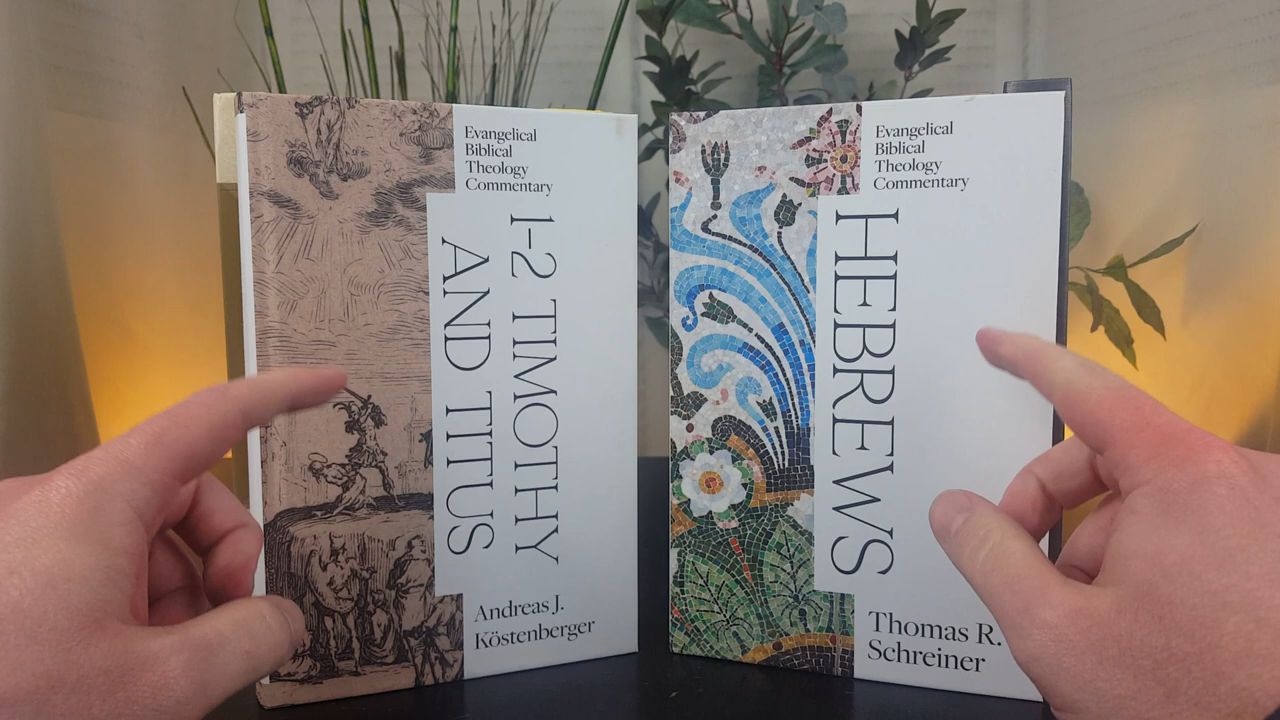 Evangelical
Biblical
Theology
Commentary
1–2 TIMOTHY
AND TITUS
Andreas J.
Köstenberger
Evangelical
Biblical
Theology
Commentary
HEBREWS
Thomas R.
Schreiner